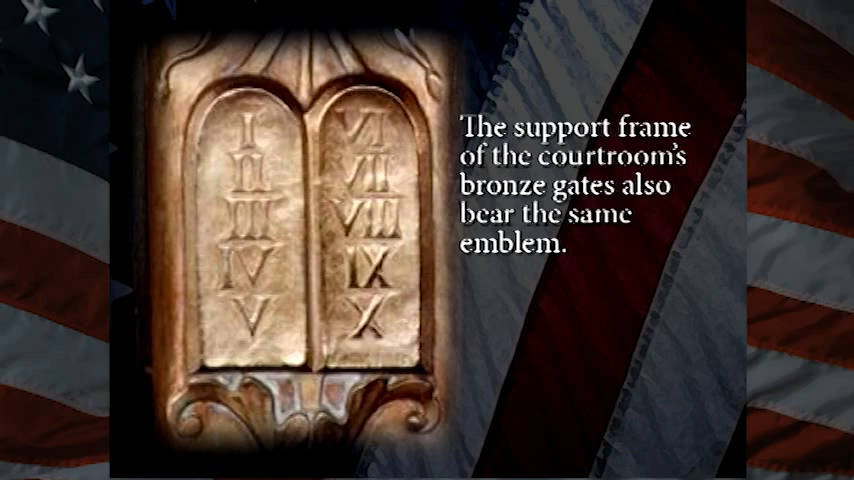 I
II
III
IV
V
VI
VII
VIII
IX
X
The support frame
of the courtroom's
bronze gates also
bear the same
emblem.